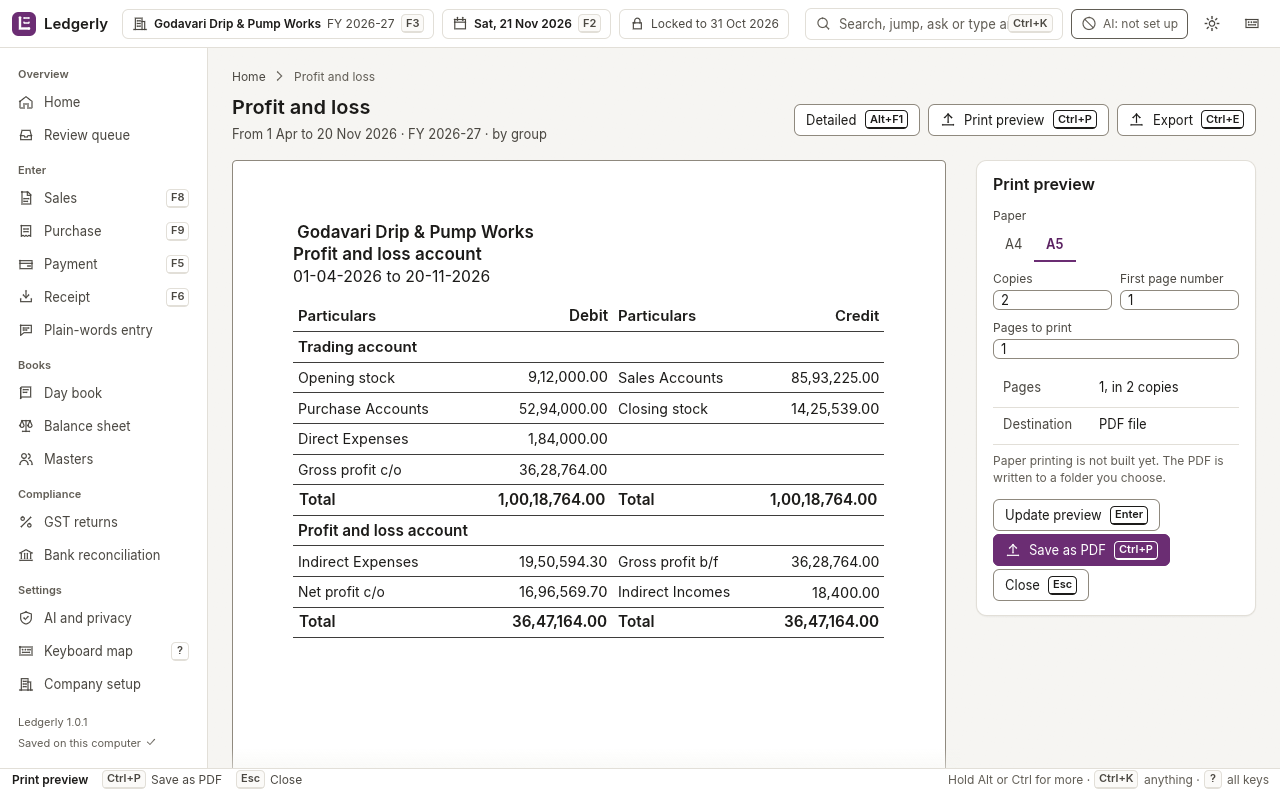 Ledgerly
Godavari Drip & Pump Works FY 2026-27 F3
Sat, 21 Nov 2026 F2
Locked to 31 Oct 2026
Search, jump, ask or type a Ctrl+K
AI: not set up
Overview
Home
Review queue
Enter
Sales F8
Purchase F9
Payment F5
Receipt F6
Plain-words entry
Books
Day book
Balance sheet
Masters
Compliance
GST returns
Bank reconciliation
Settings
AI and privacy
Keyboard map ?
Company setup
Ledgerly 1.0.1
Saved on this computer
Home Profit and loss
Profit and loss
From 1 Apr to 20 Nov 2026 · FY 2026-27 · by group
Detailed Alt+F1
Print preview Ctrl+P
Export Ctrl+E
Godavari Drip & Pump Works
Profit and loss account
01-04-2026 to 20-11-2026
Particulars Debit Particulars Credit
Trading account
Opening stock 9,12,000.00 Sales Accounts 85,93,225.00
Purchase Accounts 52,94,000.00 Closing stock 14,25,539.00
Direct Expenses 1,84,000.00
Gross profit c/o 36,28,764.00
Total 1,00,18,764.00 Total 1,00,18,764.00
Profit and loss account
Indirect Expenses 19,50,594.30 Gross profit b/f 36,28,764.00
Net profit c/o 16,96,569.70 Indirect Incomes 18,400.00
Total 36,47,164.00 Total 36,47,164.00
Print preview
Paper
A4 A5
Copies First page number
2 1
Pages to print
1
Pages 1, in 2 copies
Destination PDF file
Paper printing is not built yet. The PDF is
written to a folder you choose.
Update preview Enter
Save as PDF Ctrl+P
Close Esc
Print preview Ctrl+P Save as PDF Esc Close
Hold Alt or Ctrl for more · Ctrl+K anything · ? all keys